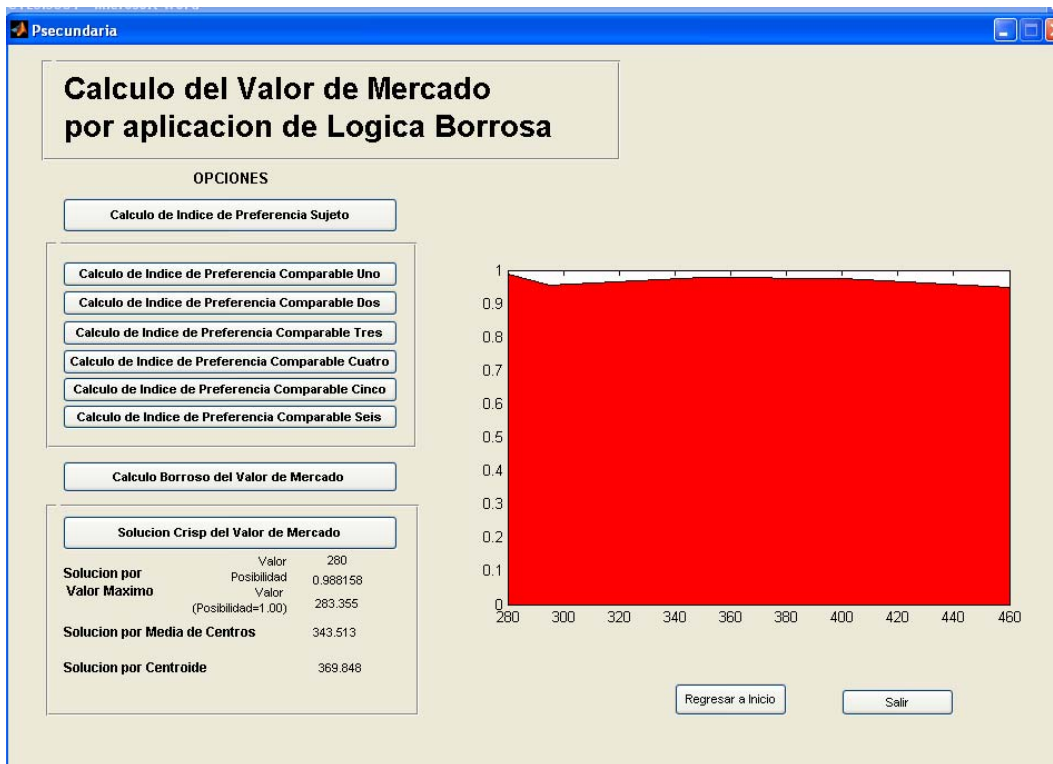 Psecundaria
Calculo del Valor de Mercado
por aplicacion de Logica Borrosa
OPCIONES
Calculo de Indice de Preferencia Sujeto
Calculo de Indice de Preferencia Comparable Uno
Calculo de Indice de Preferencia Comparable Dos
Calculo de Indice de Preferencia Comparable Tres
Calculo de Indice de Preferencia Comparable Cuatro
Calculo de Indice de Preferencia Comparable Cinco
Calculo de Indice de Preferencia Comparable Seis
Calculo Borroso del Valor de Mercado
Solucion Crisp del Valor de Mercado
Solucion por
Valor Maximo
Valor 280
Posibilidad 0.988158
Valor
(Posibilidad=1.00) 283.355
Solucion por Media de Centros 343.513
Solucion por Centroide 369.848
1
0.9
0.8
0.7
0.6
0.5
0.4
0.3
0.2
0.1
0
280 300 320 340 360 380 400 420 440 460
Regresar a Inicio
Salir